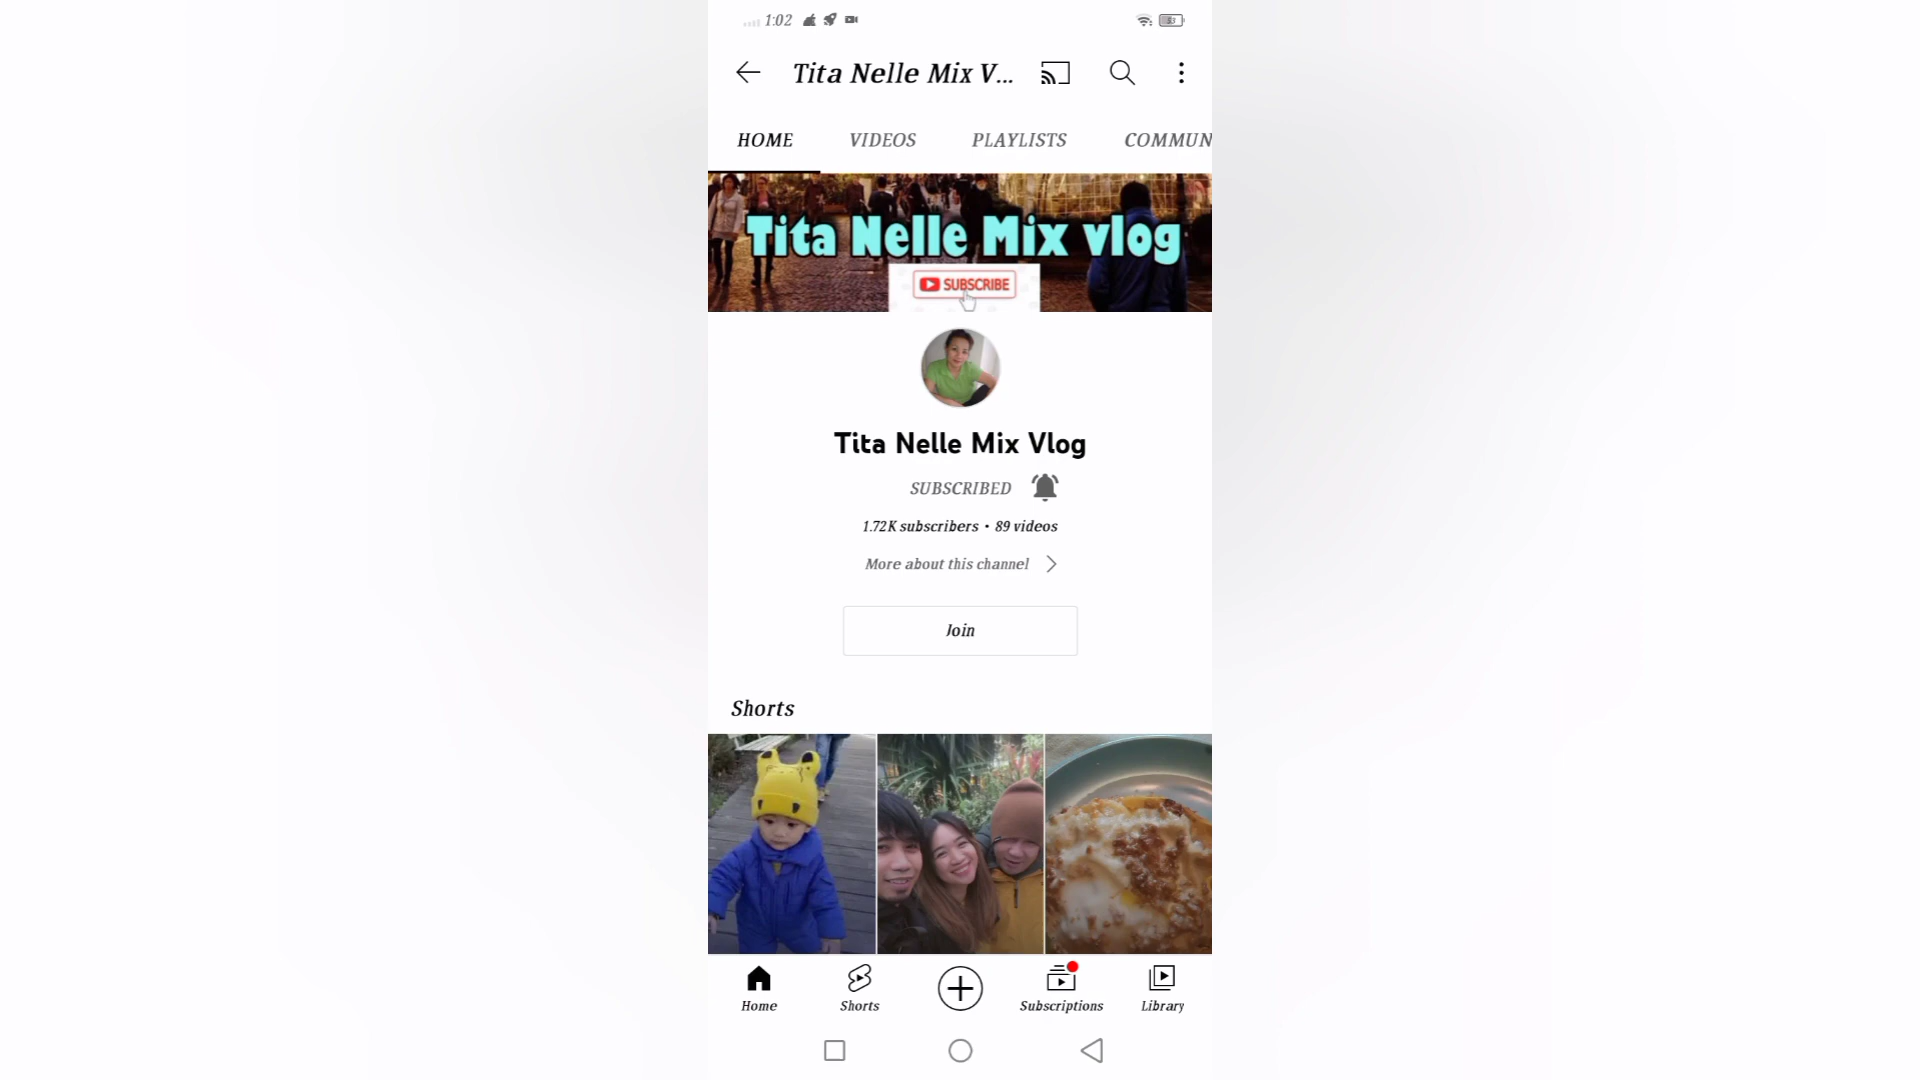 1:02
83
Tita Nelle Mix V...
HOME VIDEOS PLAYLISTS COMMUN
Tita Nelle Mix vlog
SUBSCRIBE
Tita Nelle Mix Vlog
SUBSCRIBED
1.72K subscribers • 89 videos
More about this channel
Join
Shorts
Home Shorts Subscriptions Library